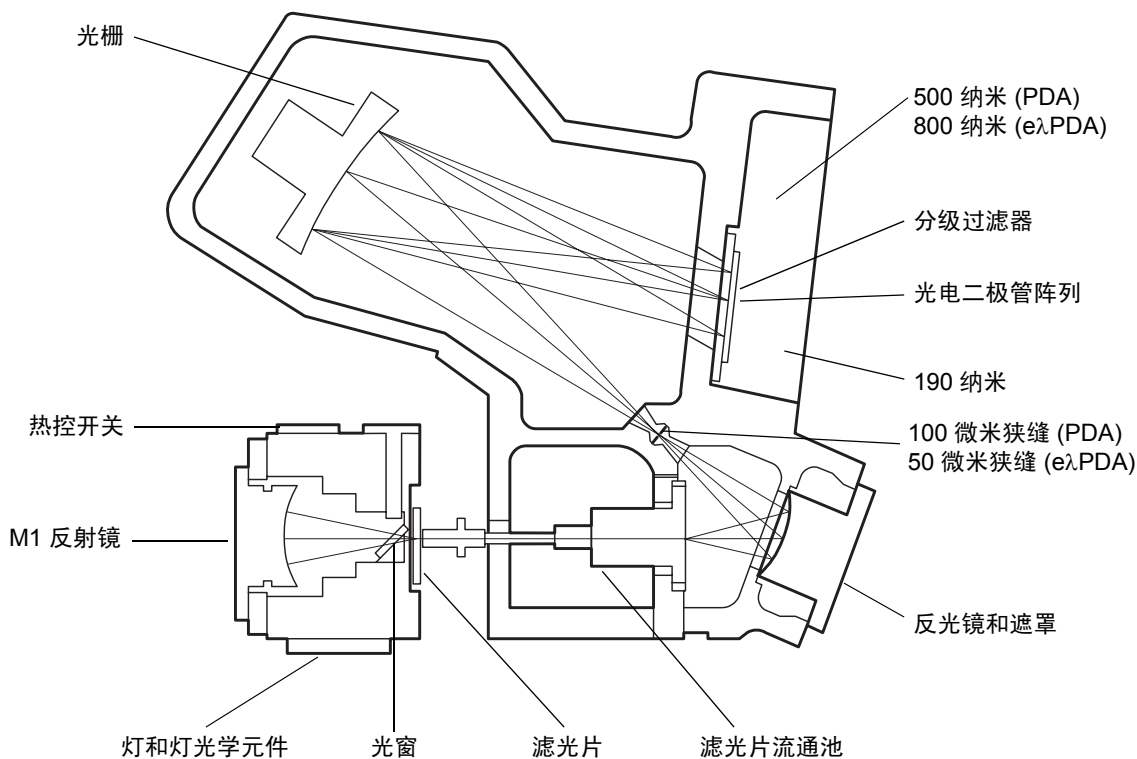 光栅
500 纳米 (PDA)
800 纳米 (eλPDA)
分级过滤器
光电二极管阵列
190 纳米
热控开关
100 微米狭缝 (PDA)
50 微米狭缝 (eλPDA)
M1 反射镜
反光镜和遮罩
灯和灯光学元件
光窗
滤光片
滤光片流通池